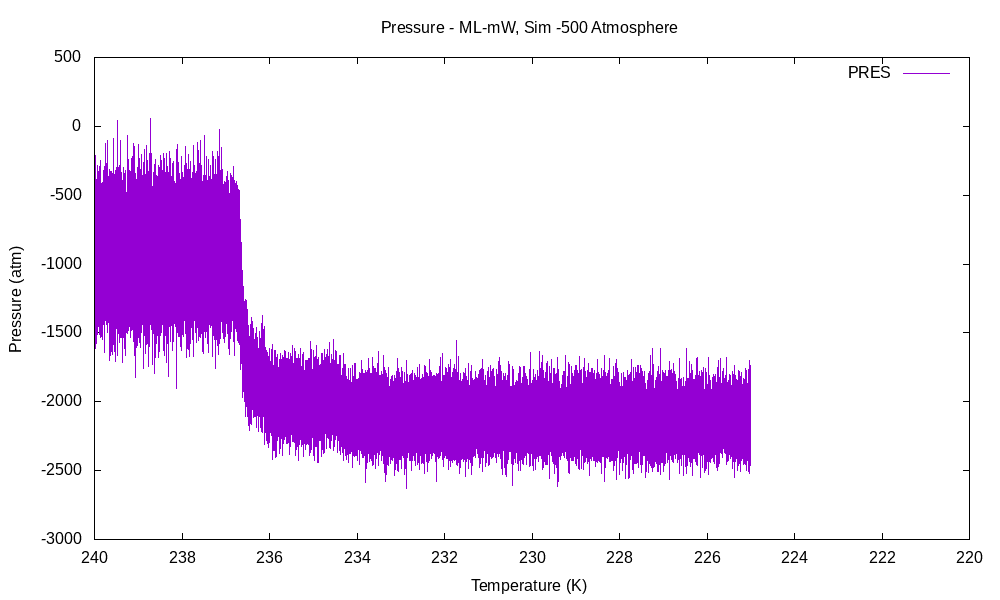 Pressure - ML-mW, Sim -500 Atmosphere
PRES
500
0
-500
-1000
-1500
-2000
-2500
-3000
Pressure (atm)
240 238 236 234 232 230 228 226 224 222 220
Temperature (K)